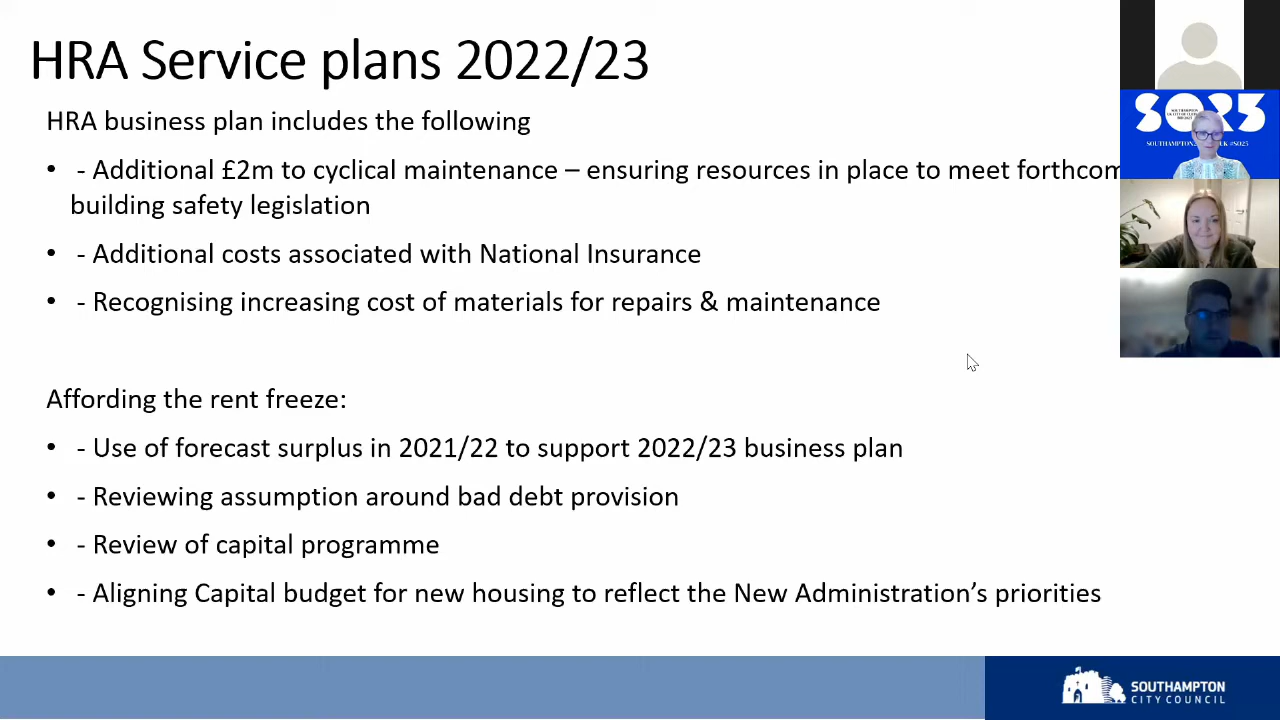 HRA Service plans 2022/23
HRA business plan includes the following
• - Additional £2m to cyclical maintenance – ensuring resources in place to meet forthcom
building safety legislation
• - Additional costs associated with National Insurance
• - Recognising increasing cost of materials for repairs & maintenance
Affording the rent freeze:
• - Use of forecast surplus in 2021/22 to support 2022/23 business plan
• - Reviewing assumption around bad debt provision
• - Review of capital programme
• - Aligning Capital budget for new housing to reflect the New Administration's priorities
SO25
SOUTHAMPTON
SOUTHAMPTON
CITY COUNCIL